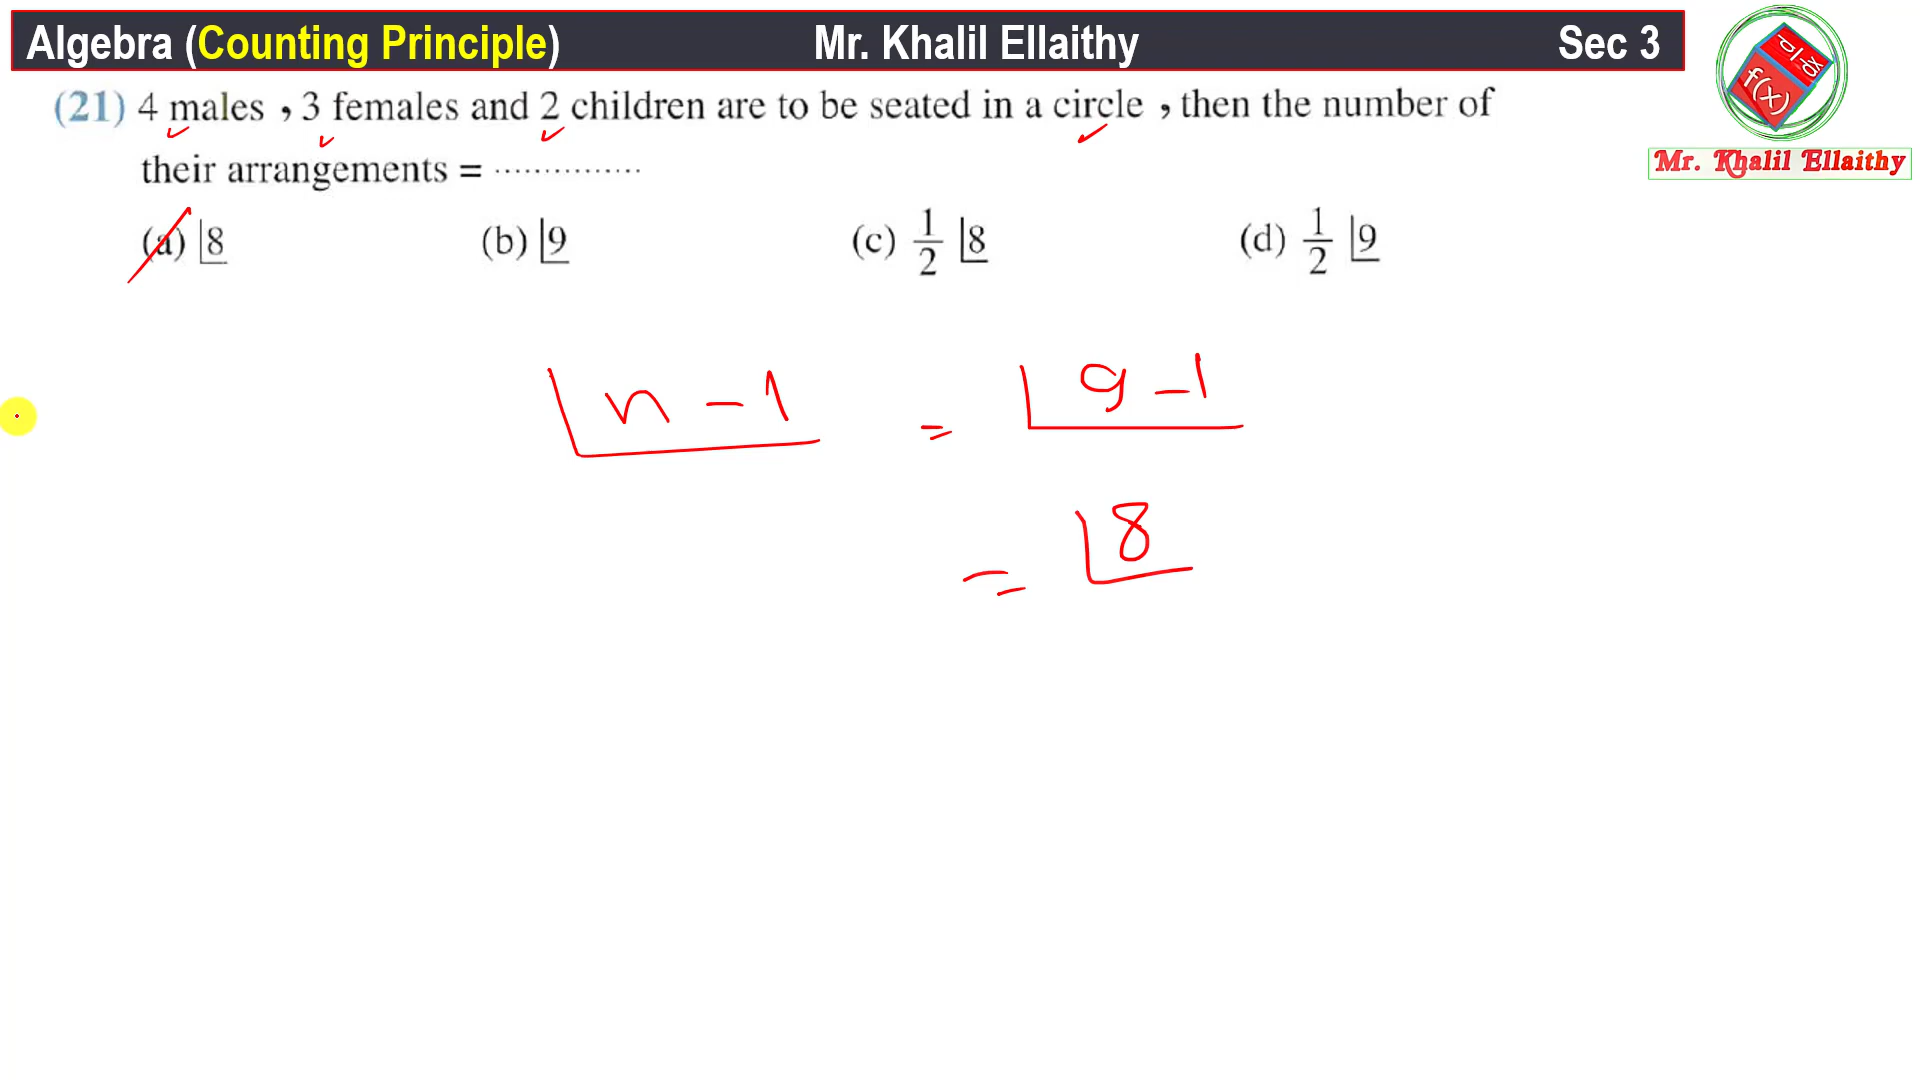 Algebra (Counting Principle) Mr. Khalil Ellaithy Sec 3
f(x)
Mr. Khalil Ellaithy
(21) 4 males , 3 females and 2 children are to be seated in a circle , then the number of
their arrangements = ...............
(a) ⌊8 (b) ⌊9 (c) 1/2 ⌊8 (d) 1/2 ⌊9
⌊n - 1 = ⌊9 - 1
= ⌊8